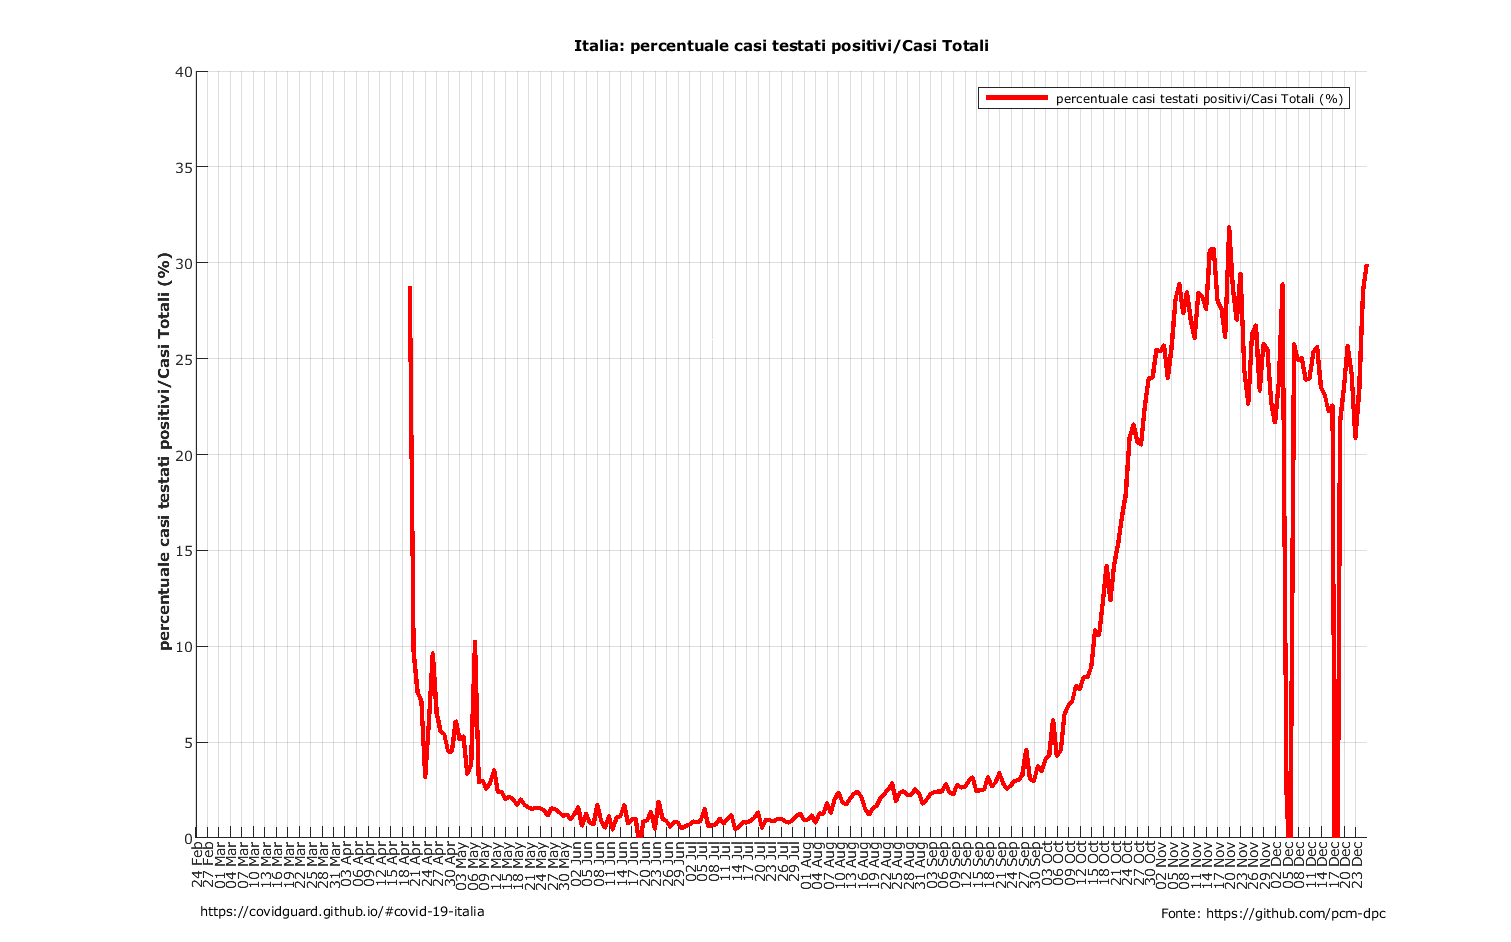 Italia: percentuale casi testati positivi/Casi Totali
percentuale casi testati positivi/Casi Totali (%)
percentuale casi testati positivi/Casi Totali (%)
40
35
30
25
20
15
10
5
0
24 Feb
27 Feb
01 Mar
04 Mar
07 Mar
10 Mar
13 Mar
16 Mar
19 Mar
22 Mar
25 Mar
28 Mar
31 Mar
03 Apr
06 Apr
09 Apr
12 Apr
15 Apr
18 Apr
21 Apr
24 Apr
27 Apr
30 Apr
03 May
06 May
09 May
12 May
15 May
18 May
21 May
24 May
27 May
30 May
02 Jun
05 Jun
08 Jun
11 Jun
14 Jun
17 Jun
20 Jun
23 Jun
26 Jun
29 Jun
02 Jul
05 Jul
08 Jul
11 Jul
14 Jul
17 Jul
20 Jul
23 Jul
26 Jul
29 Jul
01 Aug
04 Aug
07 Aug
10 Aug
13 Aug
16 Aug
19 Aug
22 Aug
25 Aug
28 Aug
31 Aug
03 Sep
06 Sep
09 Sep
12 Sep
15 Sep
18 Sep
21 Sep
24 Sep
27 Sep
30 Sep
03 Oct
06 Oct
09 Oct
12 Oct
15 Oct
18 Oct
21 Oct
24 Oct
27 Oct
30 Oct
02 Nov
05 Nov
08 Nov
11 Nov
14 Nov
17 Nov
20 Nov
23 Nov
26 Nov
29 Nov
02 Dec
05 Dec
08 Dec
11 Dec
14 Dec
17 Dec
20 Dec
23 Dec
https://covidguard.github.io/#covid-19-italia
Fonte: https://github.com/pcm-dpc